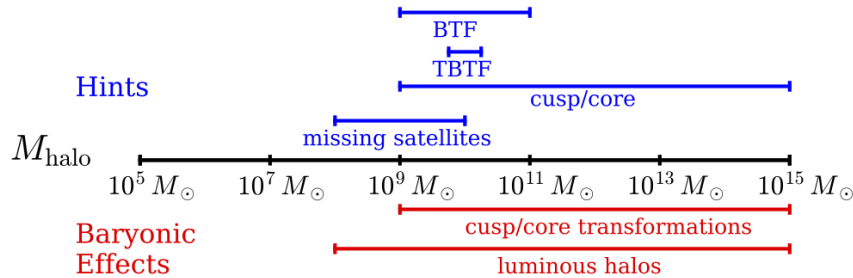 BTF
TBTF
Hints
cusp/core
missing satellites
M_halo
10^5 M_⊙ 10^7 M_⊙ 10^9 M_⊙ 10^11 M_⊙ 10^13 M_⊙ 10^15 M_⊙
cusp/core transformations
Baryonic
Effects
luminous halos